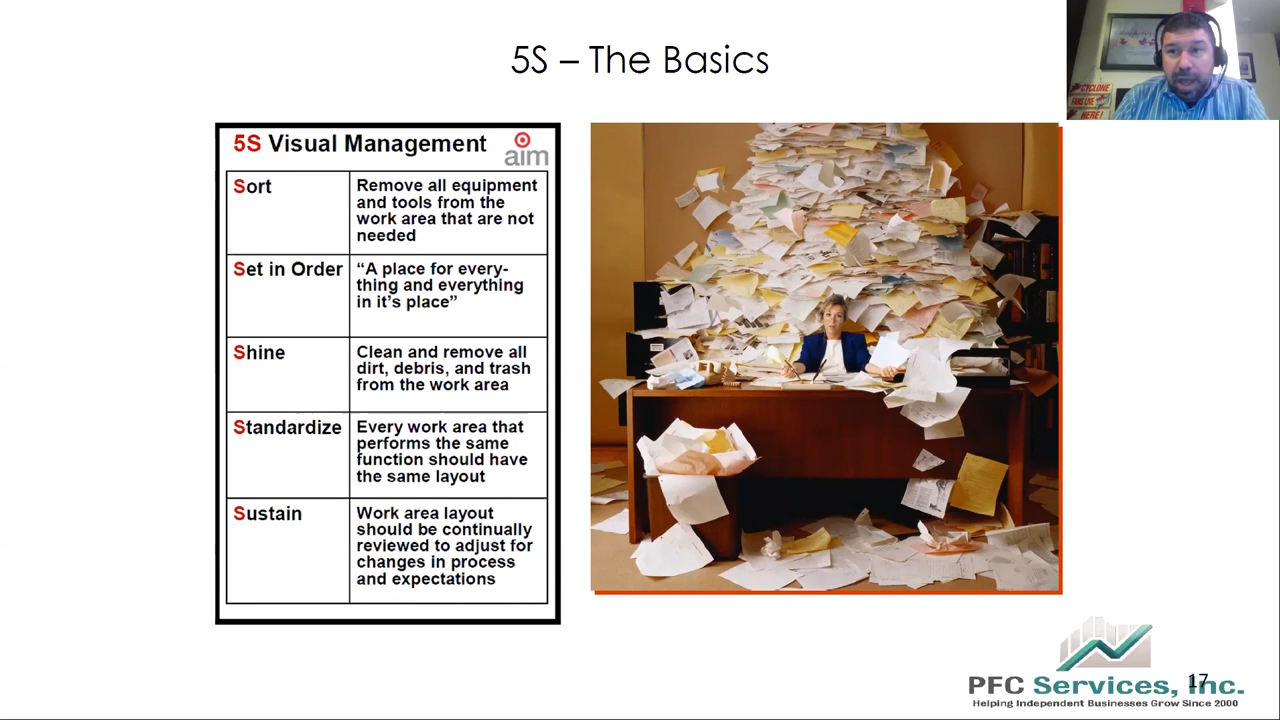 5S – The Basics
5S Visual Management
aim
Sort
Remove all equipment
and tools from the
work area that are not
needed
Set in Order
“A place for every-
thing and everything
in it’s place”
Shine
Clean and remove all
dirt, debris, and trash
from the work area
Standardize
Every work area that
performs the same
function should have
the same layout
Sustain
Work area layout
should be continually
reviewed to adjust for
changes in process
and expectations
CYCLONE
FANS LIVE
HERE!
17
PFC Services, Inc.
Helping Independent Businesses Grow Since 2000